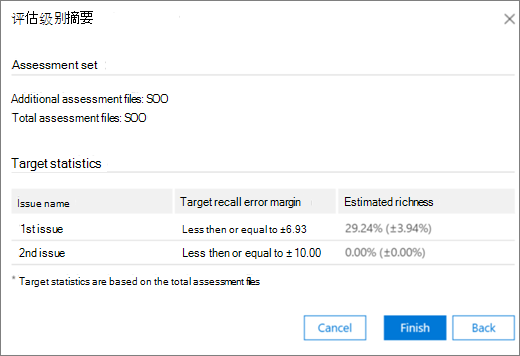 评估级别摘要
Assessment set
Additional assessment files: SOO
Total assessment files: SOO
Target statistics
Issue name Target recall error margin Estimated richness
1st issue Less then or equal to ±6.93 29.24% (±3.94%)
2nd issue Less then or equal to ± 10.00 0.00% (±0.00%)
* Target statistics are based on the total assessment files
Cancel Finish Back